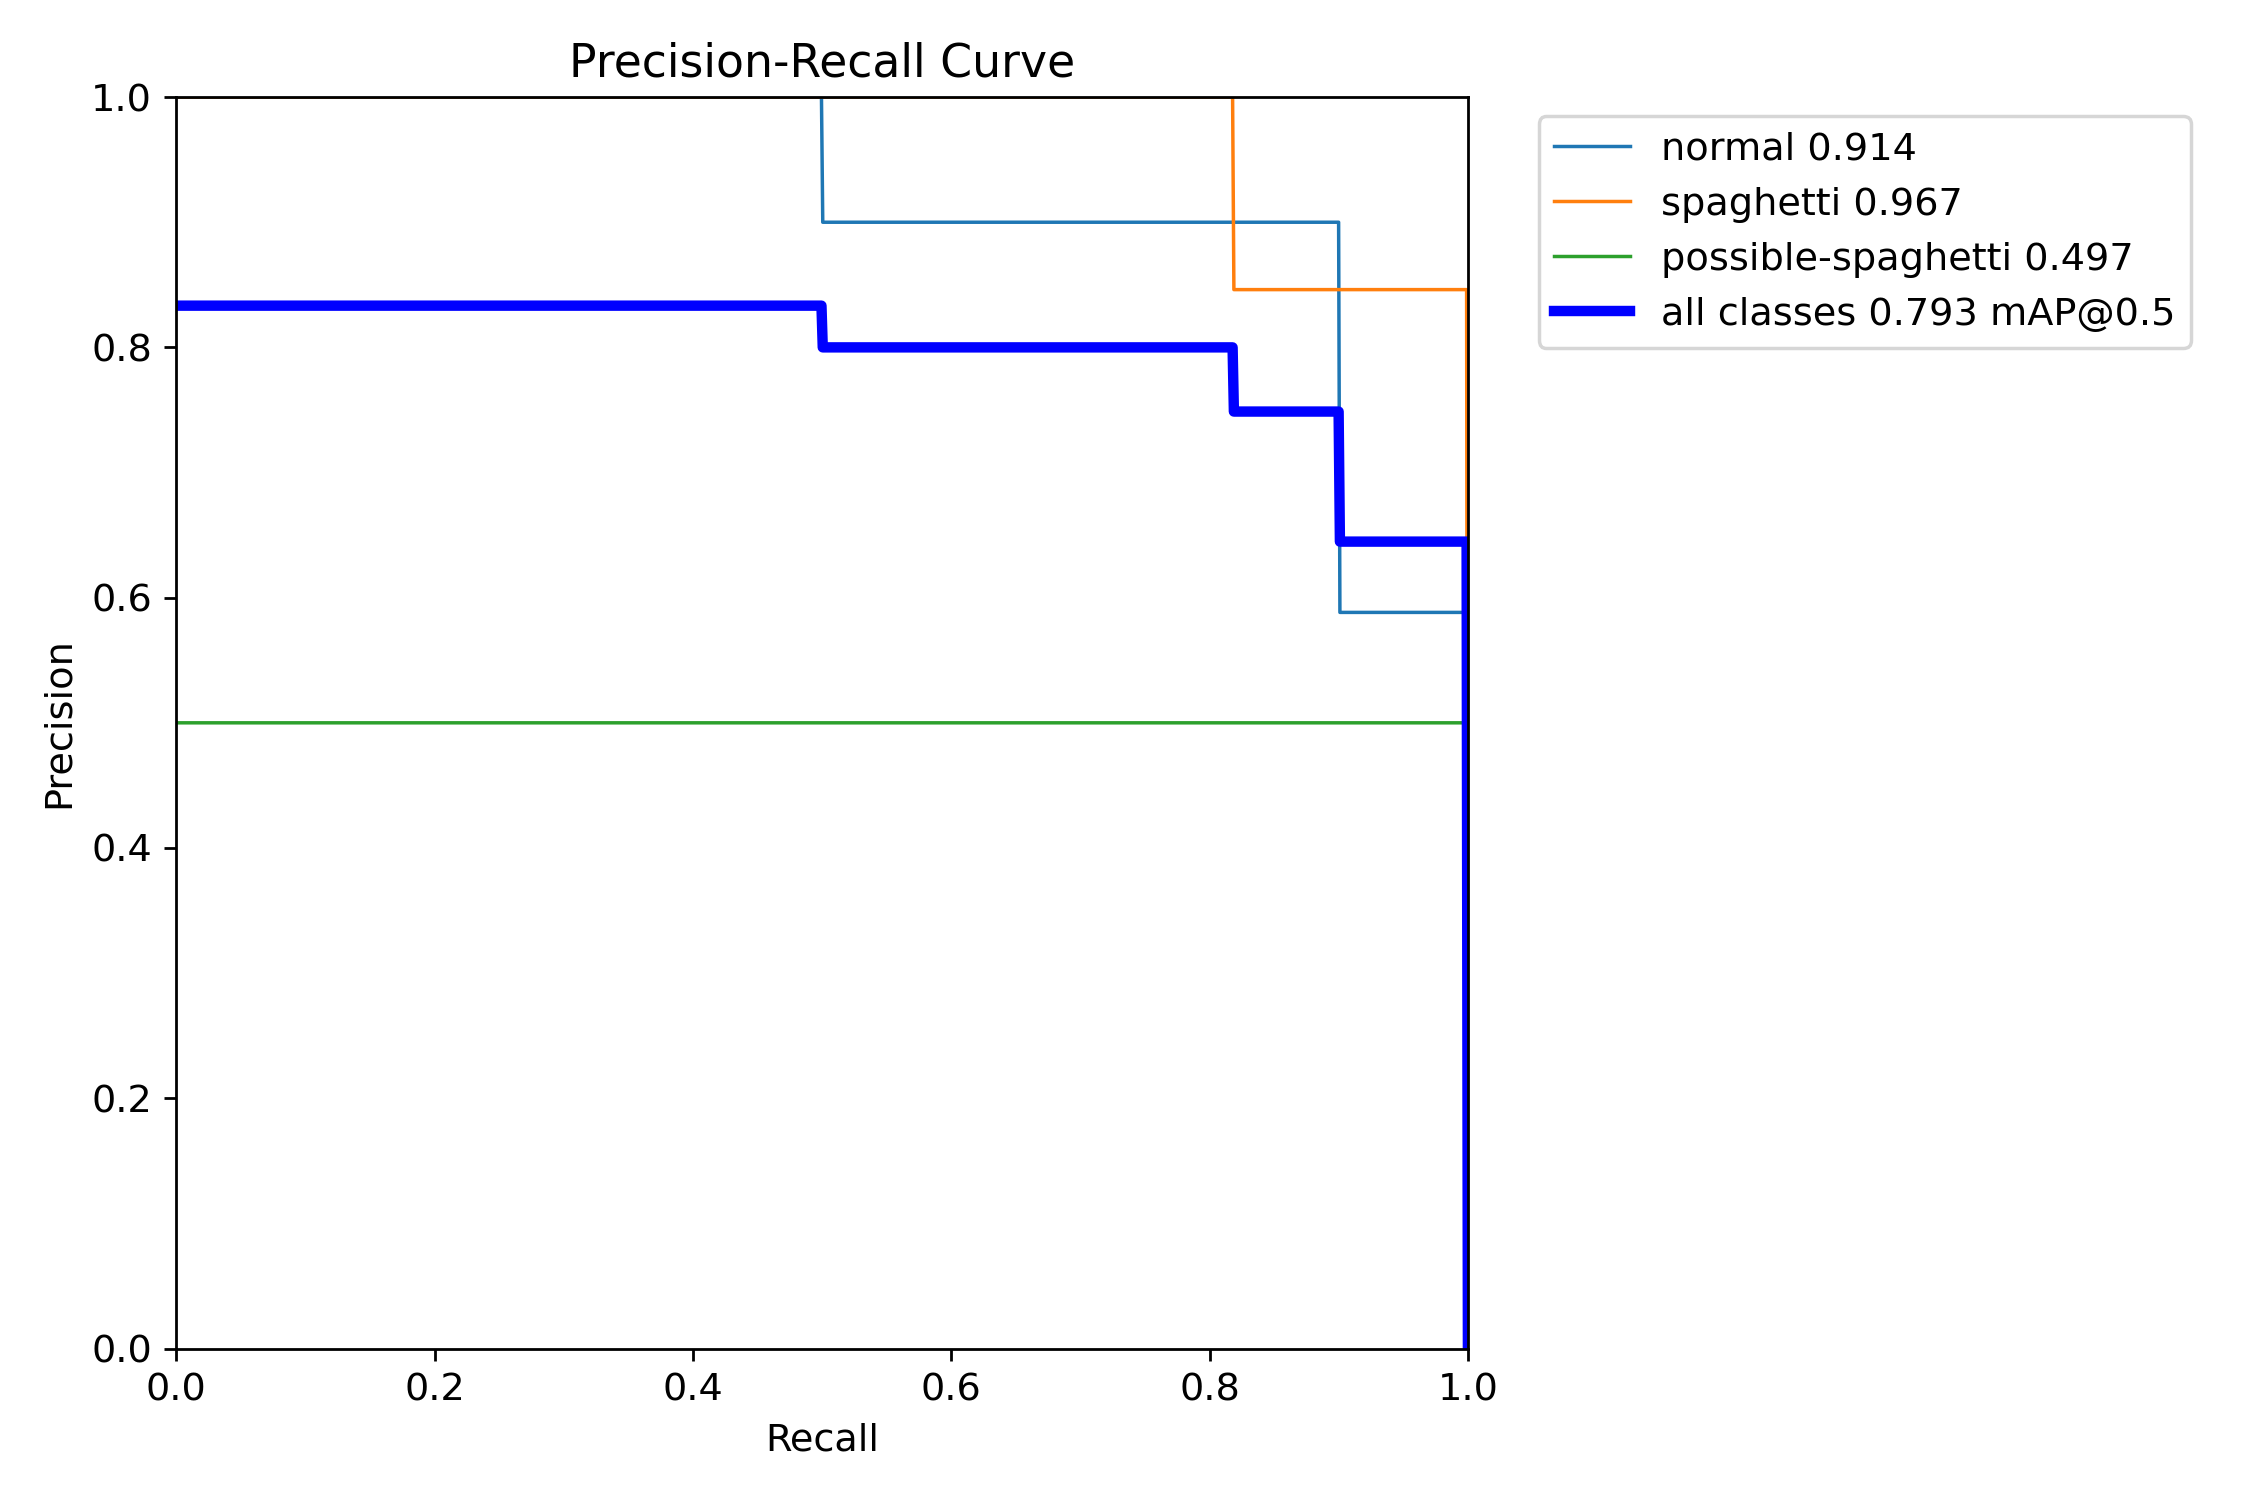 Precision-Recall Curve
1.0
0.8
0.6
0.4
0.2
0.0
Precision
0.0 0.2 0.4 0.6 0.8 1.0
Recall
normal 0.914
spaghetti 0.967
possible-spaghetti 0.497
all classes 0.793 mAP@0.5